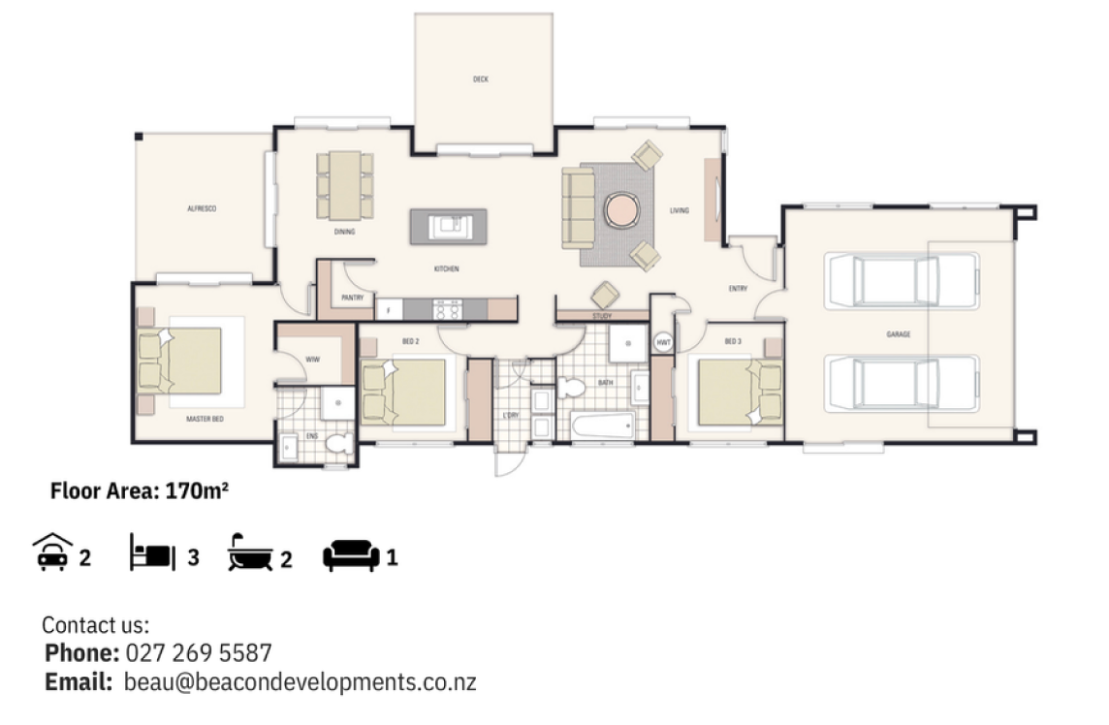 DECK
ALFRESCO
DINING
LIVING
KITCHEN
PANTRY
ENTRY
F
STUDY
GARAGE
BED 2
HWT
BED 3
WIW
BATH
MASTER BED
L'DRY
ENS
Floor Area: 170m²
2 3 2 1
Contact us:
Phone: 027 269 5587
Email: beau@beacondevelopments.co.nz